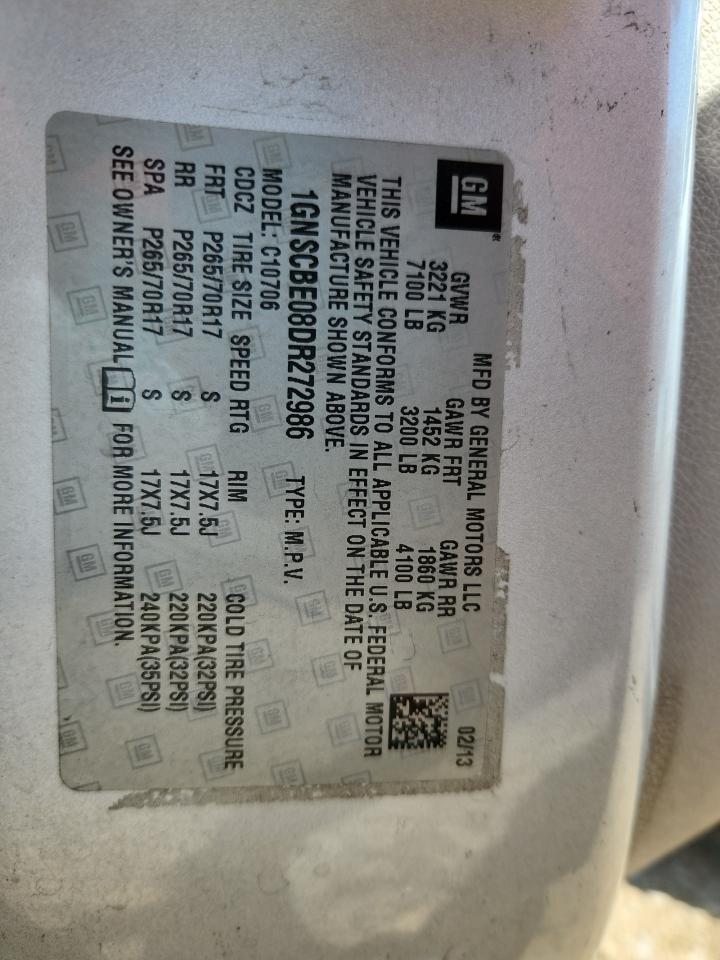 GM
MFD BY GENERAL MOTORS LLC 02/13
GVWR GAWR FRT GAWR RR
3221 KG 1452 KG 1860 KG
7100 LB 3200 LB 4100 LB
THIS VEHICLE CONFORMS TO ALL APPLICABLE U.S. FEDERAL MOTOR
VEHICLE SAFETY STANDARDS IN EFFECT ON THE DATE OF
MANUFACTURE SHOWN ABOVE.
1GNSCBE08DR272986 TYPE: M.P.V.
MODEL: C10706
CDCZ TIRE SIZE SPEED RTG RIM COLD TIRE PRESSURE
FRT P265/70R17 S 17X7.5J 220KPA(32PSI)
RR P265/70R17 S 17X7.5J 220KPA(32PSI)
SPA P265/70R17 S 17X7.5J 240KPA(35PSI)
SEE OWNER'S MANUAL i FOR MORE INFORMATION.